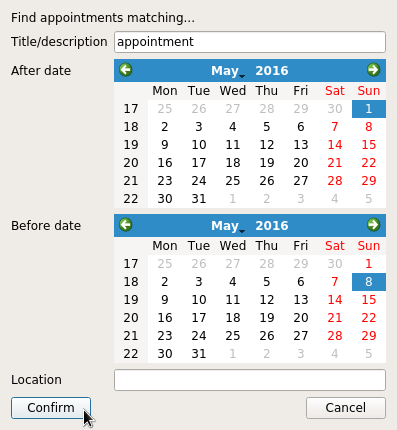 Find appointments matching...
Title/description appointment
After date May 2016
Mon Tue Wed Thu Fri Sat Sun
17 25 26 27 28 29 30 1
18 2 3 4 5 6 7 8
19 9 10 11 12 13 14 15
20 16 17 18 19 20 21 22
21 23 24 25 26 27 28 29
22 30 31 1 2 3 4 5
Before date May 2016
Mon Tue Wed Thu Fri Sat Sun
17 25 26 27 28 29 30 1
18 2 3 4 5 6 7 8
19 9 10 11 12 13 14 15
20 16 17 18 19 20 21 22
21 23 24 25 26 27 28 29
22 30 31 1 2 3 4 5
Location
Confirm Cancel